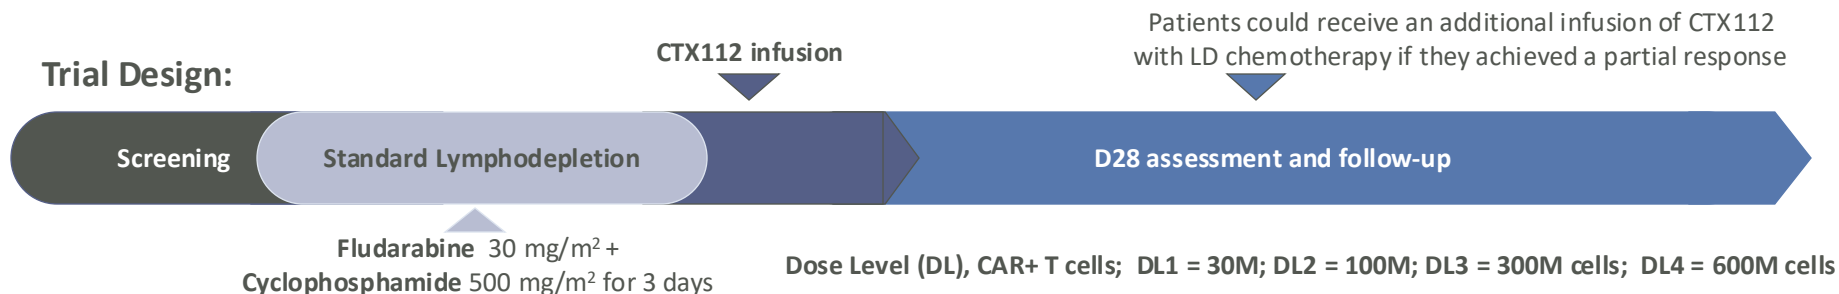 Patients could receive an additional infusion of CTX112
with LD chemotherapy if they achieved a partial response
CTX112 infusion
Trial Design:
Screening
Standard Lymphodepletion
D28 assessment and follow-up
Fludarabine 30 mg/m² +
Cyclophosphamide 500 mg/m² for 3 days
Dose Level (DL), CAR+ T cells; DL1 = 30M; DL2 = 100M; DL3 = 300M cells; DL4 = 600M cells